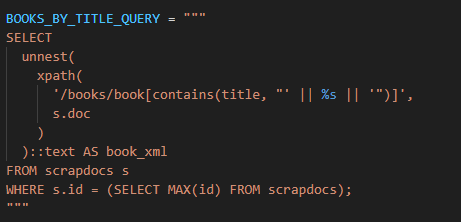 BOOKS_BY_TITLE_QUERY = """
SELECT
  unnest(
    xpath(
      '/books/book[contains(title, "' || %s || '")]',
      s.doc
    )
  )::text AS book_xml
FROM scrapdocs s
WHERE s.id = (SELECT MAX(id) FROM scrapdocs);
"""